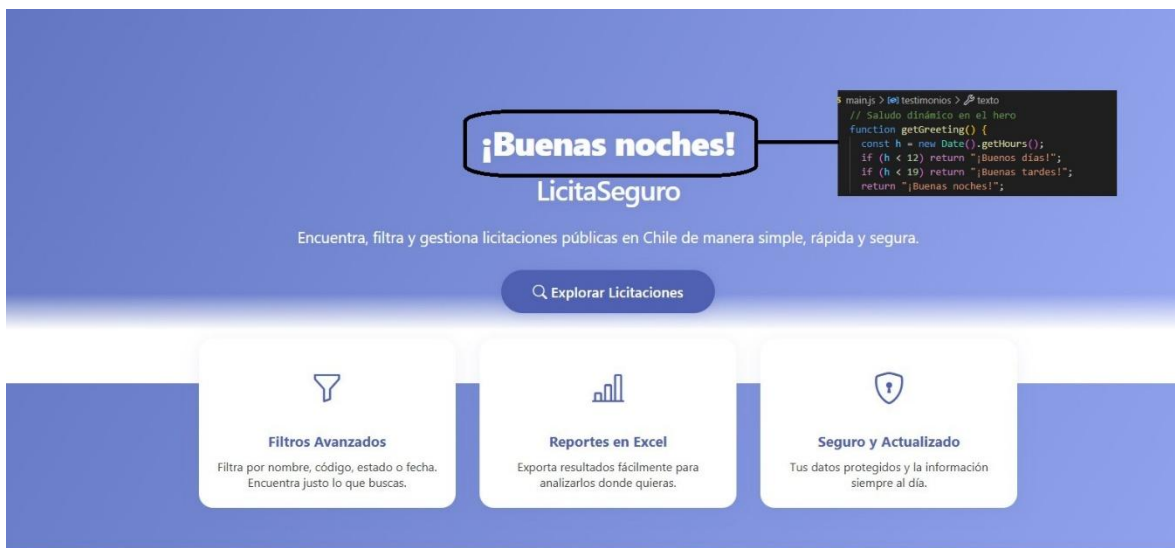 ¡Buenas noches!
LicitaSeguro
Encuentra, filtra y gestiona licitaciones públicas en Chile de manera simple, rápida y segura.
Explorar Licitaciones
main.js > testimonios > texto
// Saludo dinámico en el hero
function getGreeting() {
const h = new Date().getHours();
if (h < 12) return "¡Buenos días!";
if (h < 19) return "¡Buenas tardes!";
return "¡Buenas noches!";
Filtros Avanzados
Filtra por nombre, código, estado o fecha.
Encuentra justo lo que buscas.
Reportes en Excel
Exporta resultados fácilmente para
analizarlos donde quieras.
Seguro y Actualizado
Tus datos protegidos y la información
siempre al día.